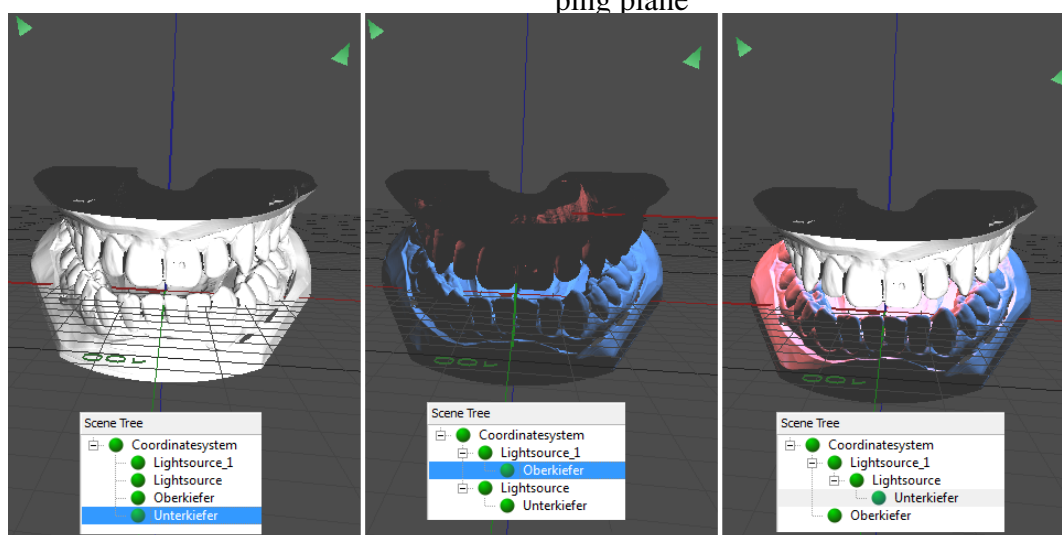 ping plane
Scene Tree
Coordinatesystem
Lightsource_1
Lightsource
Oberkiefer
Unterkiefer
Scene Tree
Coordinatesystem
Lightsource_1
Oberkiefer
Lightsource
Unterkiefer
Scene Tree
Coordinatesystem
Lightsource_1
Lightsource
Unterkiefer
Oberkiefer